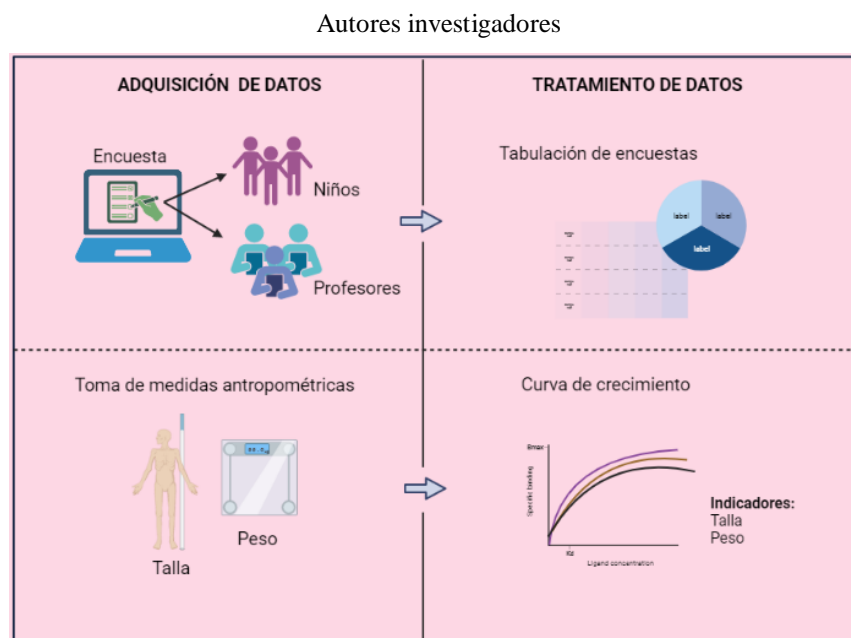 Autores investigadores
ADQUISICIÓN DE DATOS
TRATAMIENTO DE DATOS
Encuesta
Niños
Profesores
Tabulación de encuestas
label
label
label
Toma de medidas antropométricas
Talla
Peso
Curva de crecimiento
Rmax
Specific binding
Kd
Ligand concentration
Indicadores:
Talla
Peso